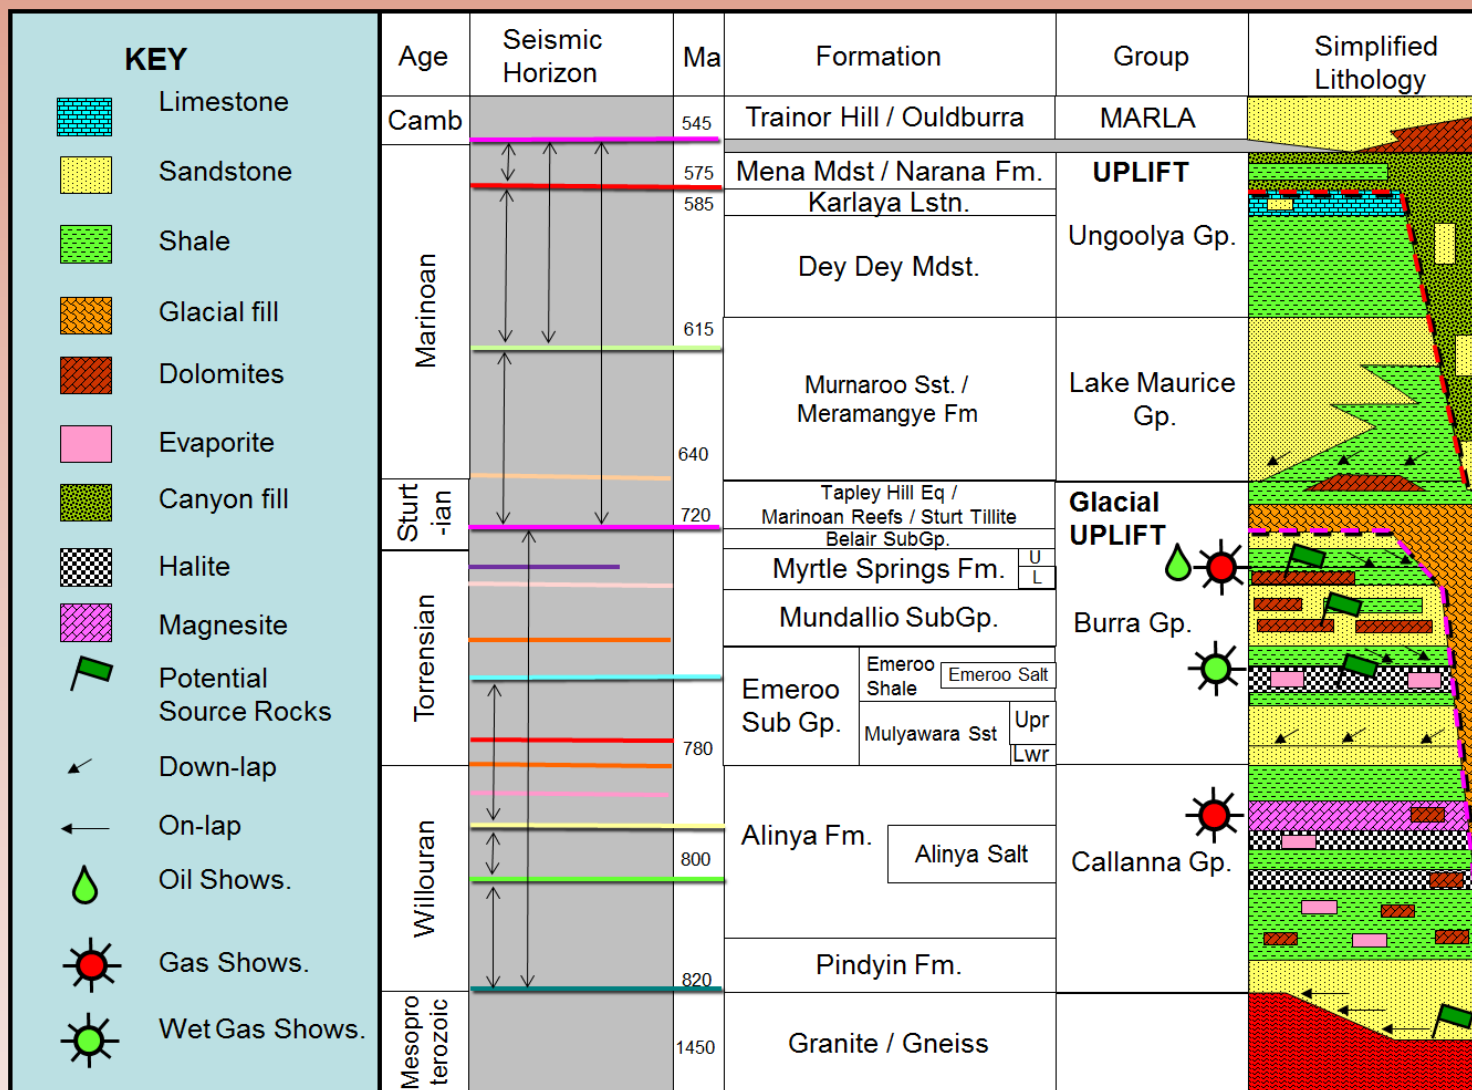 KEY
Limestone
Sandstone
Shale
Glacial fill
Dolomites
Evaporite
Canyon fill
Halite
Magnesite
Potential
Source Rocks
Down-lap
On-lap
Oil Shows.
Gas Shows.
Wet Gas Shows.
Age
Seismic
Horizon
Ma
Formation
Group
Simplified
Lithology
Camb
545
Trainor Hill / Ouldburra
MARLA
Marinoan
575
Mena Mdst / Narana Fm.
UPLIFT
585
Karlaya Lstn.
Ungoolya Gp.
Dey Dey Mdst.
615
Murnaroo Sst. /
Meramangye Fm
Lake Maurice
Gp.
640
Sturt
-ian
Tapley Hill Eq /
Marinoan Reefs / Sturt Tillite
Glacial
UPLIFT
720
Belair SubGp.
Torrensian
Myrtle Springs Fm.
U
L
Mundallio SubGp.
Burra Gp.
Emeroo
Sub Gp.
Emeroo
Shale
Emeroo Salt
Mulyawara Sst
Upr
Lwr
780
Willouran
Alinya Fm.
Alinya Salt
800
Callanna Gp.
Pindyin Fm.
820
Mesopro
terozoic
1450
Granite / Gneiss